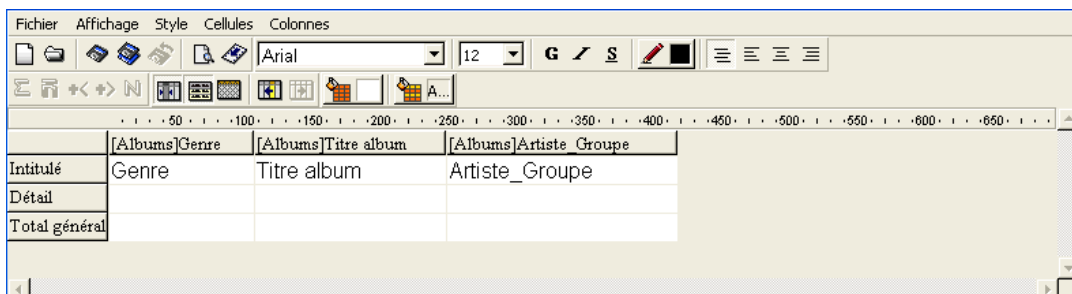 Fichier Affichage Style Cellules Colonnes
Arial 12 G I S
Σ N A...
50 100 150 200 250 300 350 400 450 500 550 600 650
[Albums]Genre [Albums]Titre album [Albums]Artiste_Groupe
Intitulé Genre Titre album Artiste_Groupe
Détail
Total général